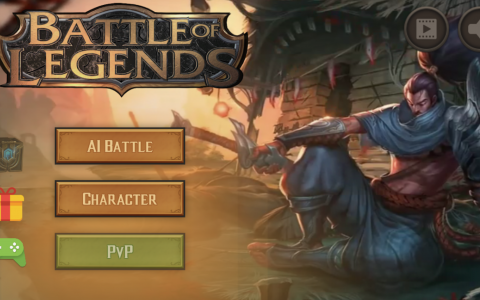 BATTLE OF
LEGENDS
AI BATTLE
CHARACTER
PVP